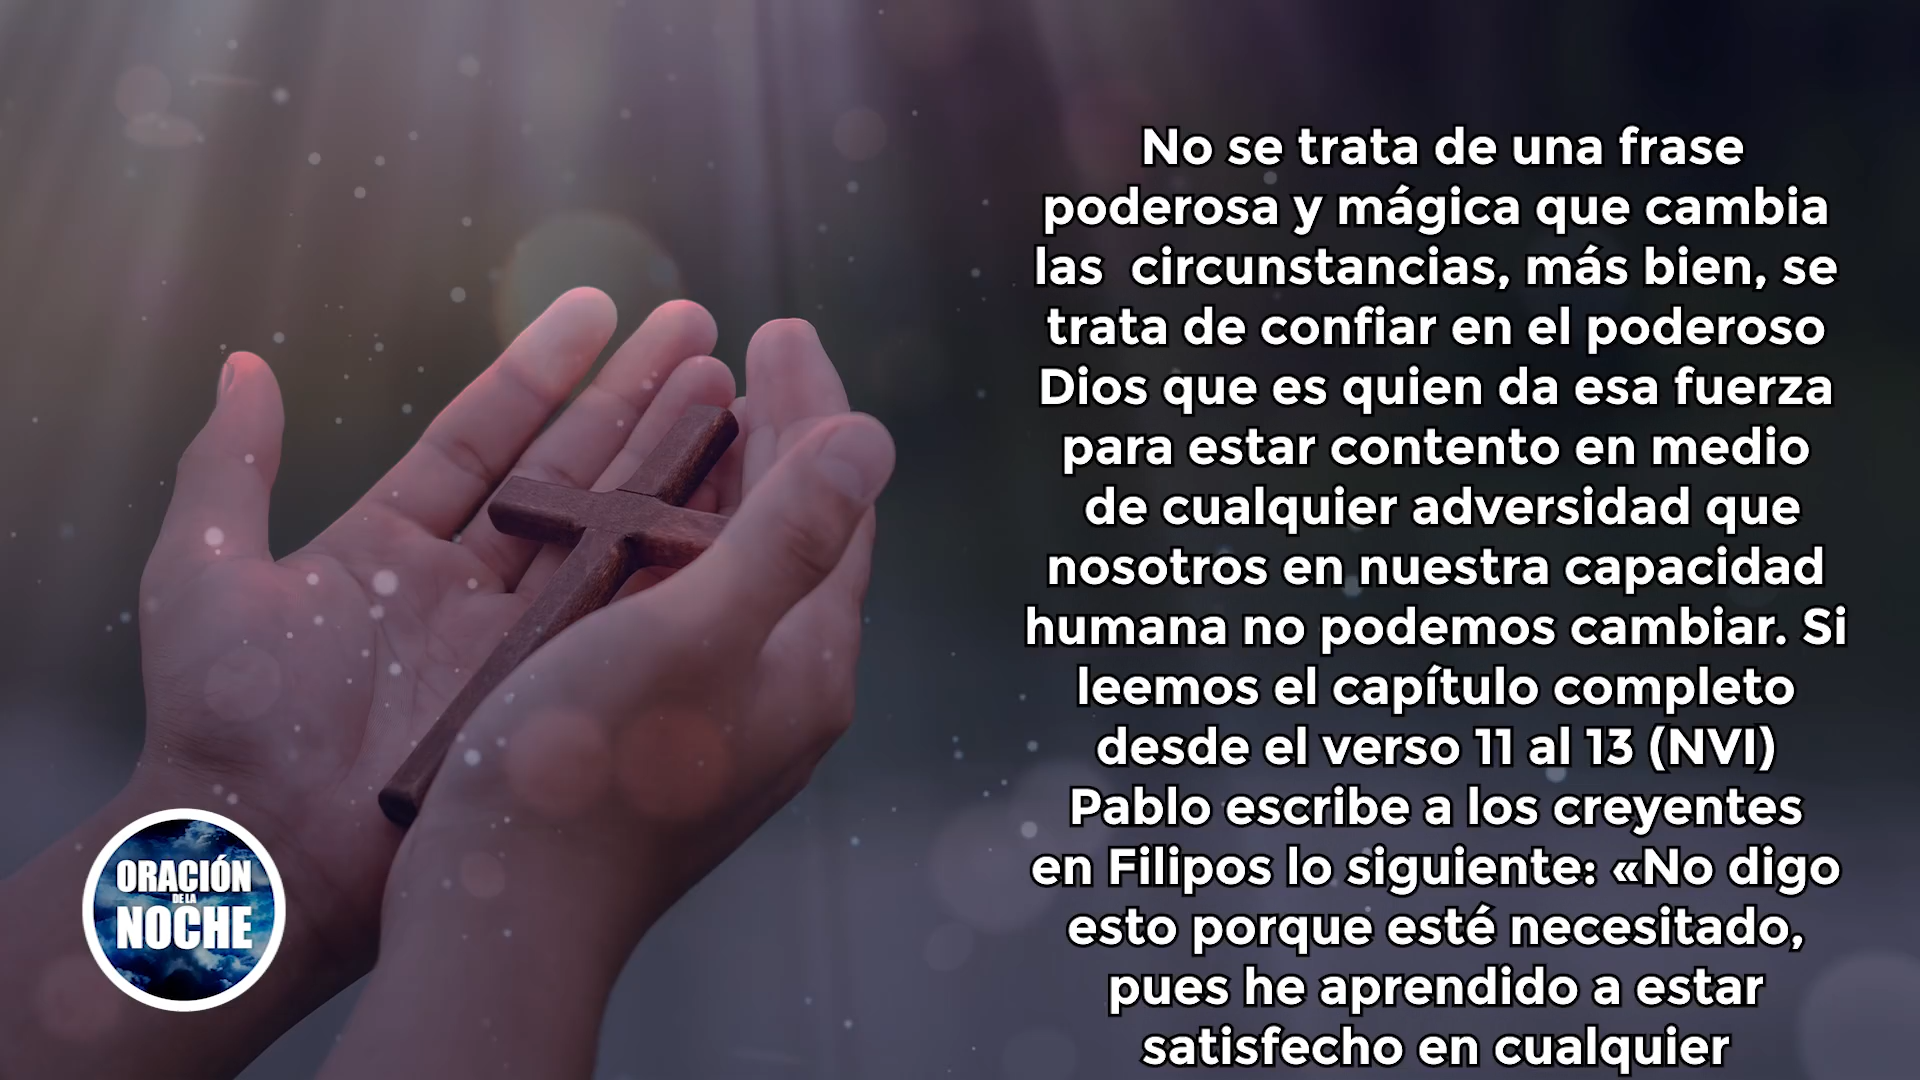 No se trata de una frase
poderosa y mágica que cambia
las  circunstancias, más bien, se
trata de confiar en el poderoso
Dios que es quien da esa fuerza
para estar contento en medio
de cualquier adversidad que
nosotros en nuestra capacidad
humana no podemos cambiar. Si
leemos el capítulo completo
desde el verso 11 al 13 (NVI)
Pablo escribe a los creyentes
en Filipos lo siguiente: «No digo
esto porque esté necesitado,
pues he aprendido a estar
satisfecho en cualquier
ORACIÓN
DE LA
NOCHE